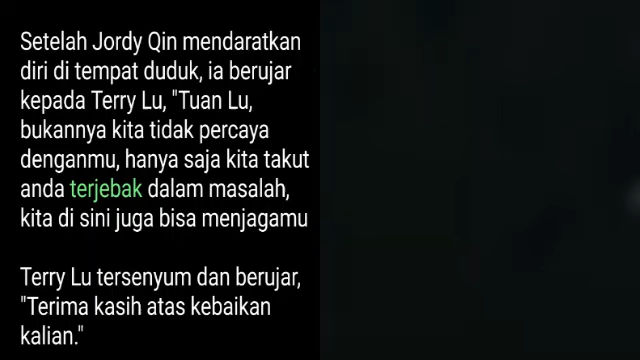 Setelah Jordy Qin mendaratkan
diri di tempat duduk, ia berujar
kepada Terry Lu, "Tuan Lu,
bukannya kita tidak percaya
denganmu, hanya saja kita takut
anda terjebak dalam masalah,
kita di sini juga bisa menjagamu
Terry Lu tersenyum dan berujar,
"Terima kasih atas kebaikan
kalian."